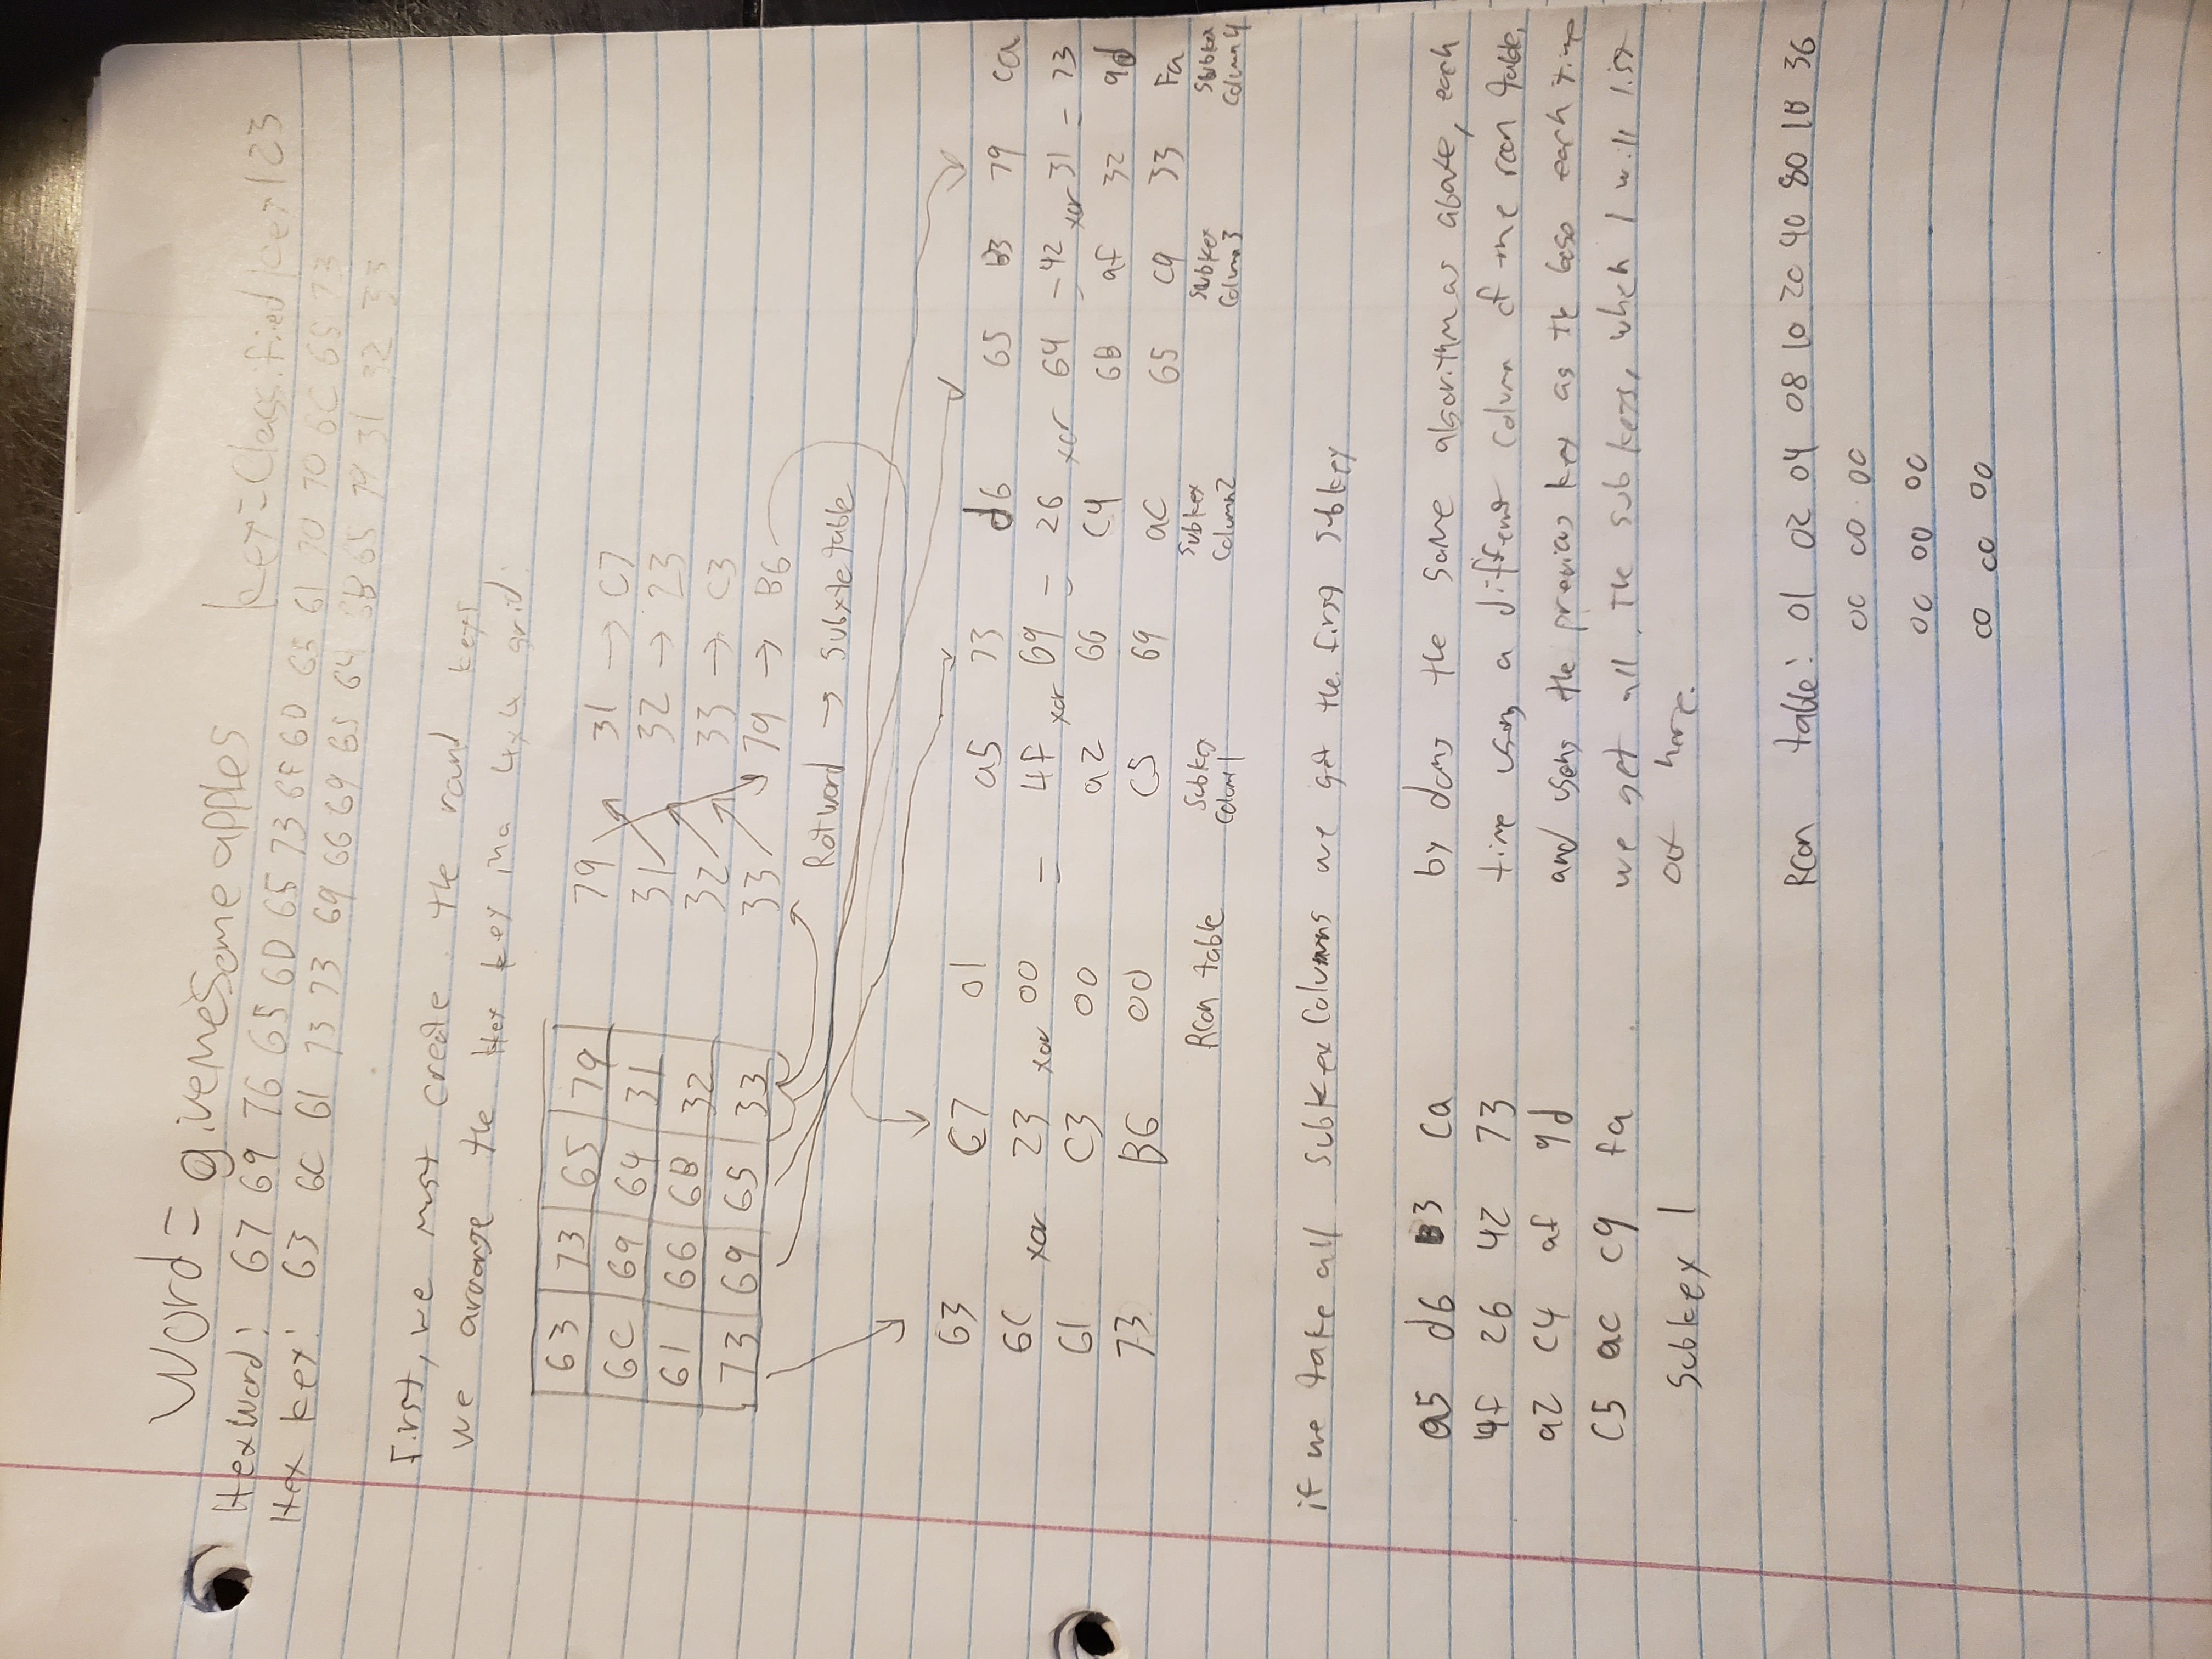 Word = givemeSomeapples
key=Classifiedkey123
Hexword: 67 69 76 65 6D 65 73 6F 6D 65 61 70 70 6C 65 73
Hex key: 63 6C 61 73 73 69 66 69 65 64 6B 65 79 31 32 33
First, we must create the round keys
we arrange the Hex key in a 4x4 grid:
63 73 65 79 79 31 → C7
6C 69 64 31 31 32 → 23
61 66 6B 32 32 33 → C3
73 69 65 33 33 79 → B6
Rotword → Subxte table
63 C7 01 a5 73 d6 65 B3 79 ca
6C xor 23 xor 00 = 4F xor 69 = 26 xor 64 = 42 xor 31 = 73
61 C3 00 a2 66 C4 6B af 32 9d
73 B6 00 C5 69 ac 65 c9 33 Fa
Rcon table Subkey Column1 Subkey Column2 Subkey Column3 Subkey Column4
if we take all Subkey Columns we get the first Subkey
a5 d6 B3 ca
4f 26 42 73
a2 C4 af 9d
C5 ac c9 fa
Subkey 1
by doing the same algorithm as above, each
time using a different column of the rcon table,
and using the previous key as the base each time
we get all the sub keys, which I will list
out here.
Rcon table: 01 02 04 08 10 20 40 80 1B 36
00 00 00
00 00 00
00 00 00